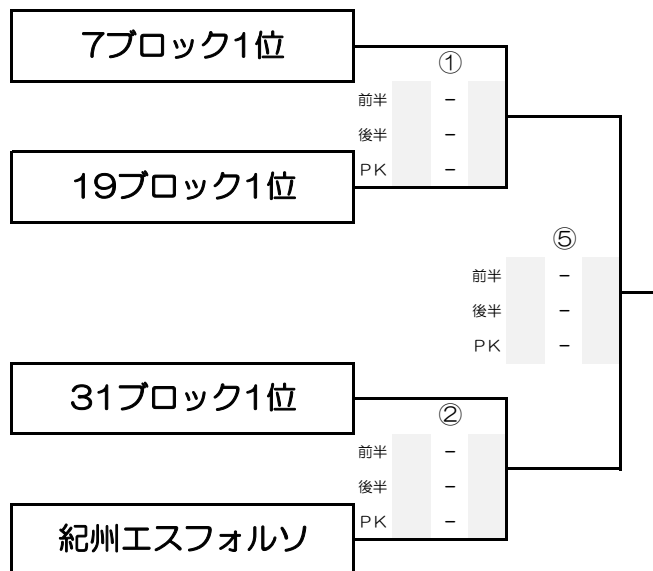 7ブロック1位
①
前半 -
後半 -
19ブロック1位
PK -
⑤
前半 -
後半 -
PK -
31ブロック1位
②
前半 -
後半 -
紀州エスフォルソ
PK -